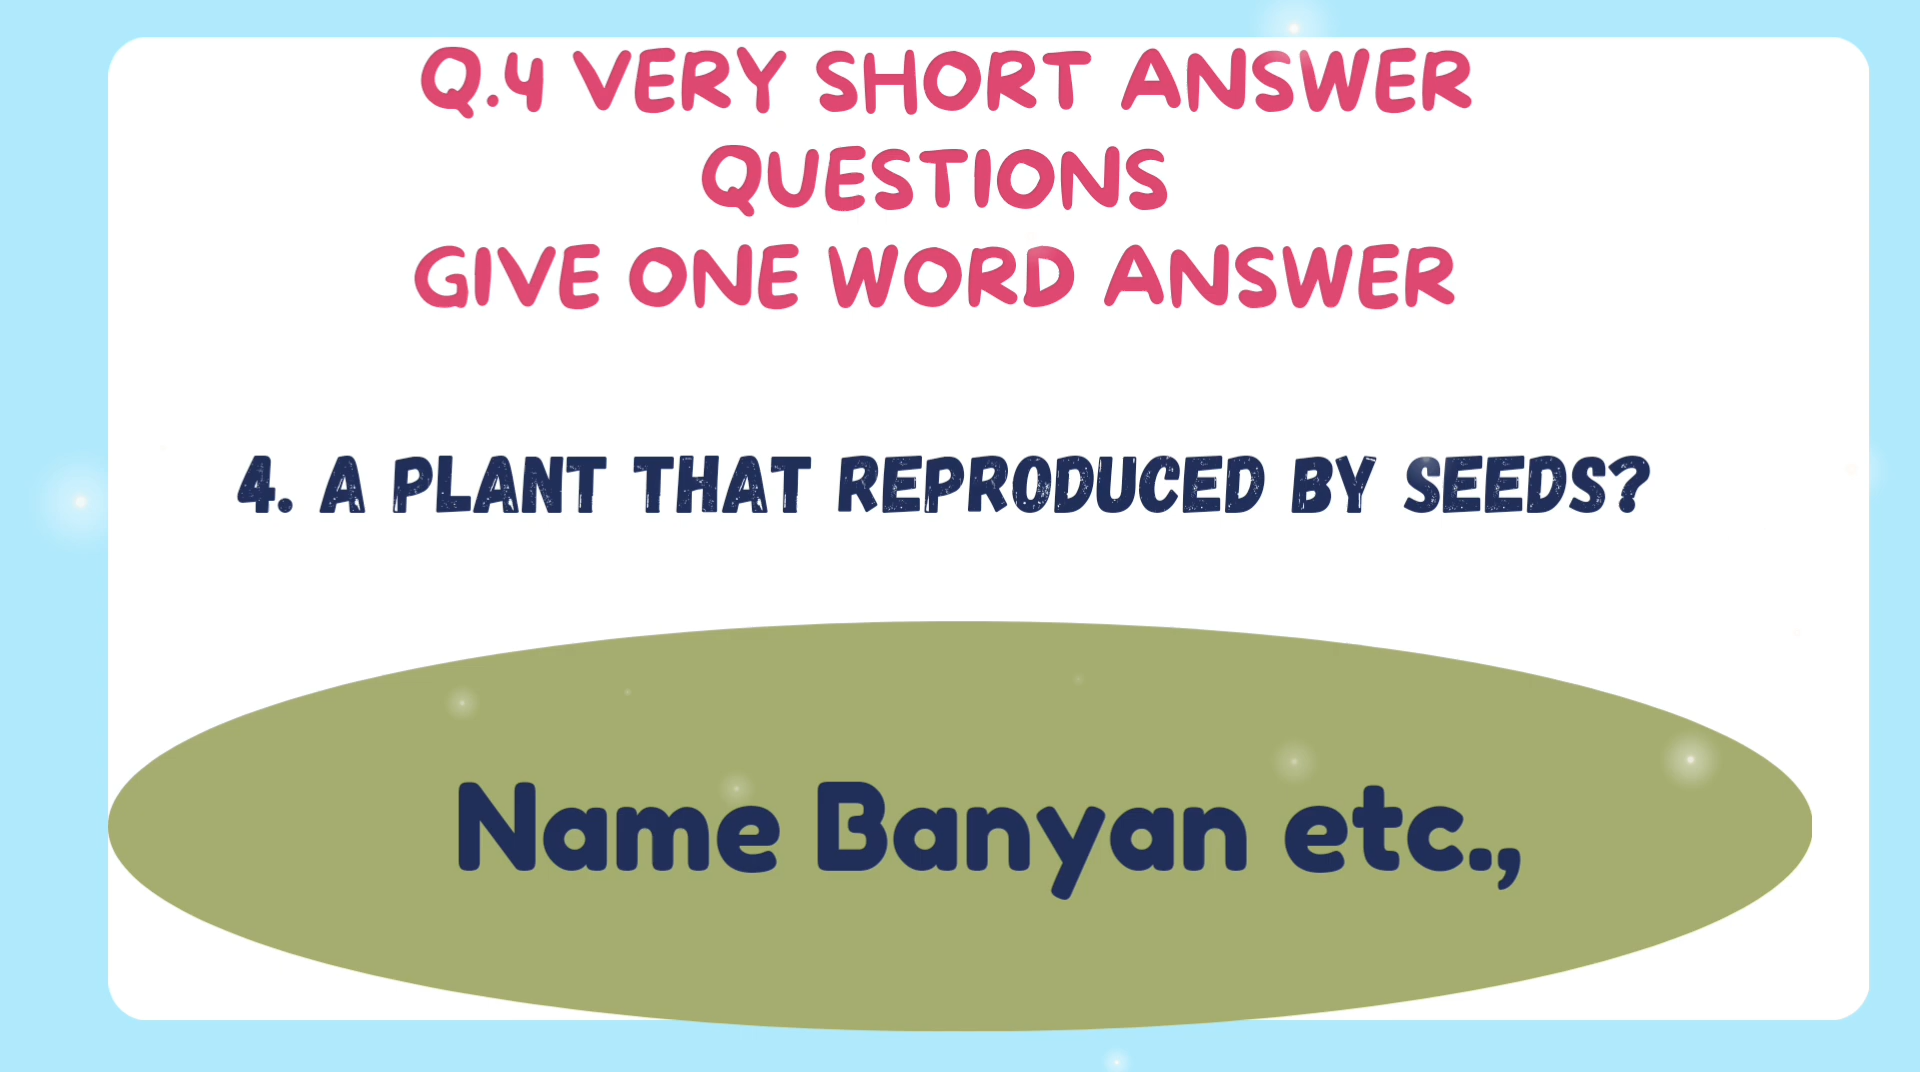 Q.4 VERY SHORT ANSWER
QUESTIONS
GIVE ONE WORD ANSWER
4. A PLANT THAT REPRODUCED BY SEEDS?
Name Banyan etc.,